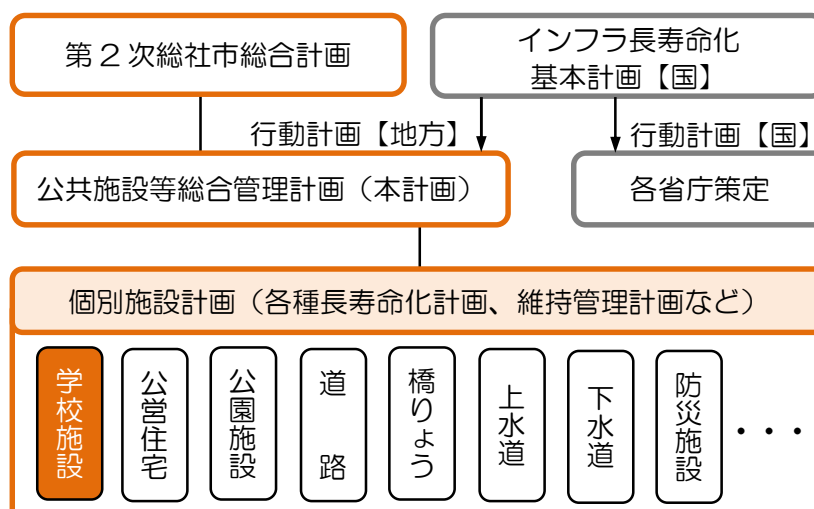 第２次総社市総合計画
インフラ長寿命化
基本計画【国】
行動計画【地方】
行動計画【国】
公共施設等総合管理計画（本計画）
各省庁策定
個別施設計画（各種長寿命化計画、維持管理計画など）
学校施設
公営住宅
公園施設
道　路
橋りょう
上水道
下水道
防災施設
・・・